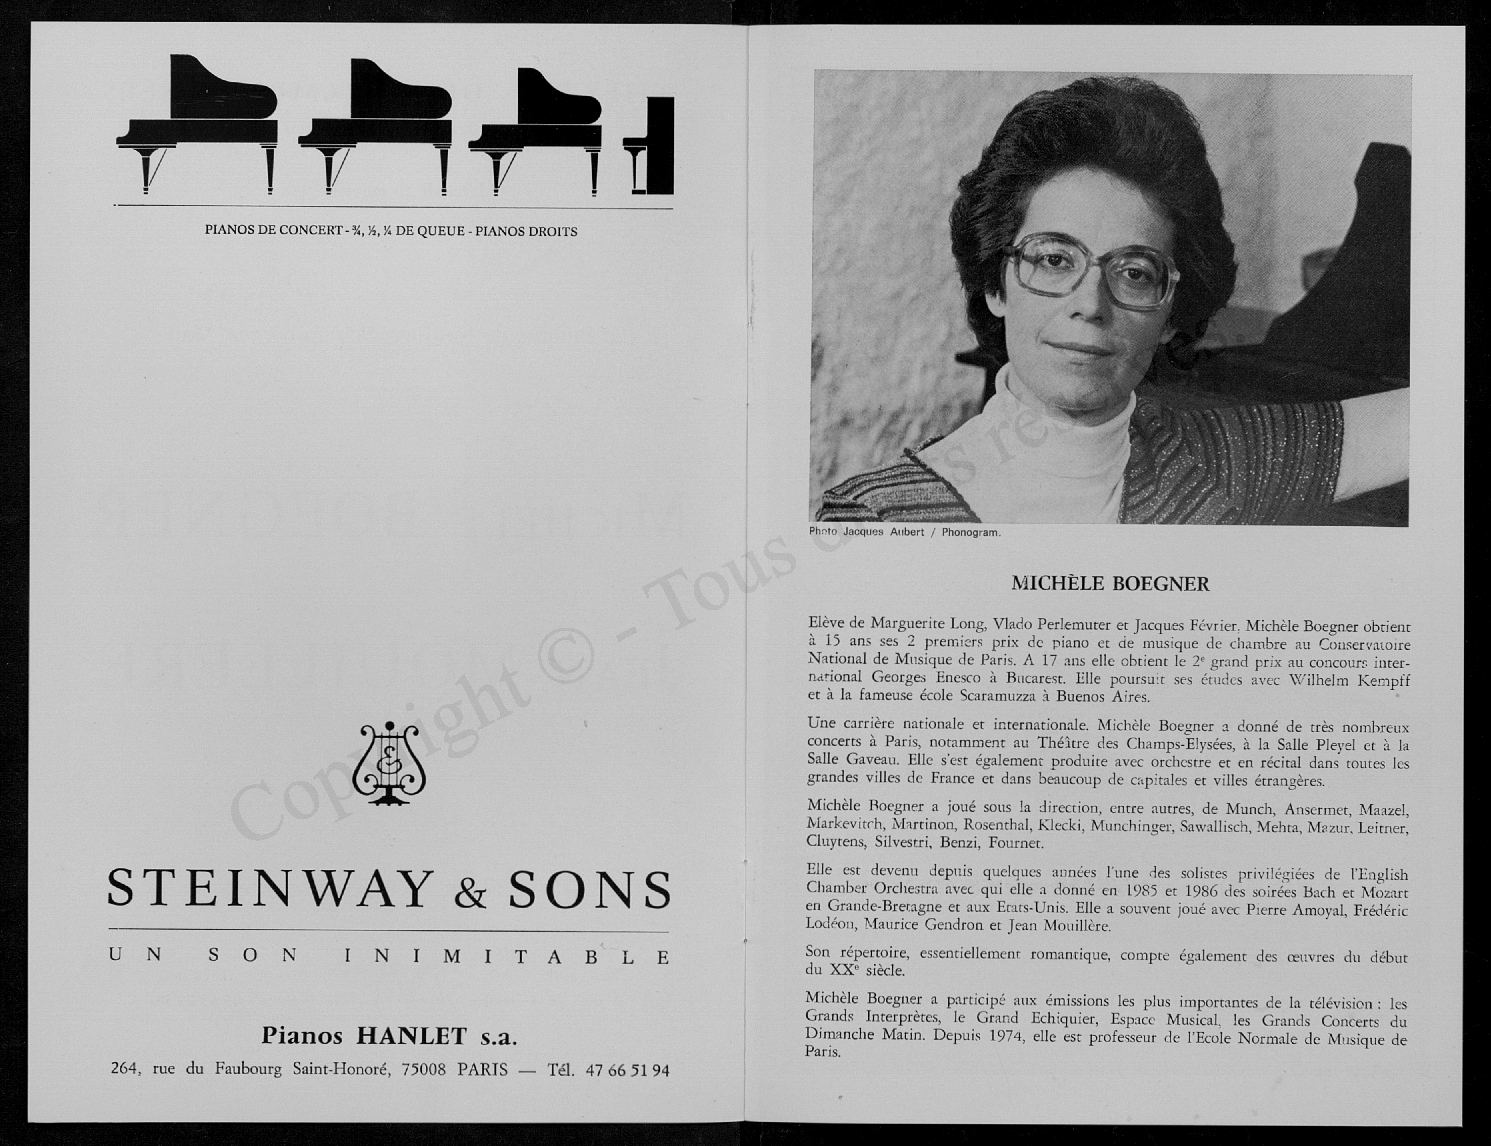 PIANOS DE CONCERT - ¾, ½, ¼ DE QUEUE - PIANOS DROITS
STEINWAY & SONS
UN SON INIMITABLE
Pianos HANLET s.a.
264, rue du Faubourg Saint-Honoré, 75008 PARIS — Tél. 47 66 51 94
Copyright © - Tous d s rés es
Photo Jacques Aubert / Phonogram.
MICHÈLE BOEGNER
Elève de Marguerite Long, Vlado Perlemuter et Jacques Février, Michèle Boegner obtient
à 15 ans ses 2 premiers prix de piano et de musique de chambre au Conservatoire
National de Musique de Paris. A 17 ans elle obtient le 2e grand prix au concours inter-
national Georges Enesco à Bucarest. Elle poursuit ses études avec Wilhelm Kempff
et à la fameuse école Scaramuzza à Buenos Aires.
Une carrière nationale et internationale. Michèle Boegner a donné de très nombreux
concerts à Paris, notamment au Théâtre des Champs-Elysées, à la Salle Pleyel et à la
Salle Gaveau. Elle s'est également produite avec orchestre et en récital dans toutes les
grandes villes de France et dans beaucoup de capitales et villes étrangères.
Michèle Boegner a joué sous la direction, entre autres, de Munch, Ansermet, Maazel,
Markevitch, Martinon, Rosenthal, Klecki, Munchinger, Sawallisch, Mehta, Mazur, Leitner,
Cluytens, Silvestri, Benzi, Fournet.
Elle est devenu depuis quelques années l'une des solistes privilégiées de l'English
Chamber Orchestra avec qui elle a donné en 1985 et 1986 des soirées Bach et Mozart
en Grande-Bretagne et aux Etats-Unis. Elle a souvent joué avec Pierre Amoyal, Frédéric
Lodéon, Maurice Gendron et Jean Mouillère.
Son répertoire, essentiellement romantique, compte également des œuvres du début
du XXe siècle.
Michèle Boegner a participé aux émissions les plus importantes de la télévision : les
Grands Interprètes, le Grand Echiquier, Espace Musical, les Grands Concerts du
Dimanche Matin. Depuis 1974, elle est professeur de l'Ecole Normale de Musique de
Paris.